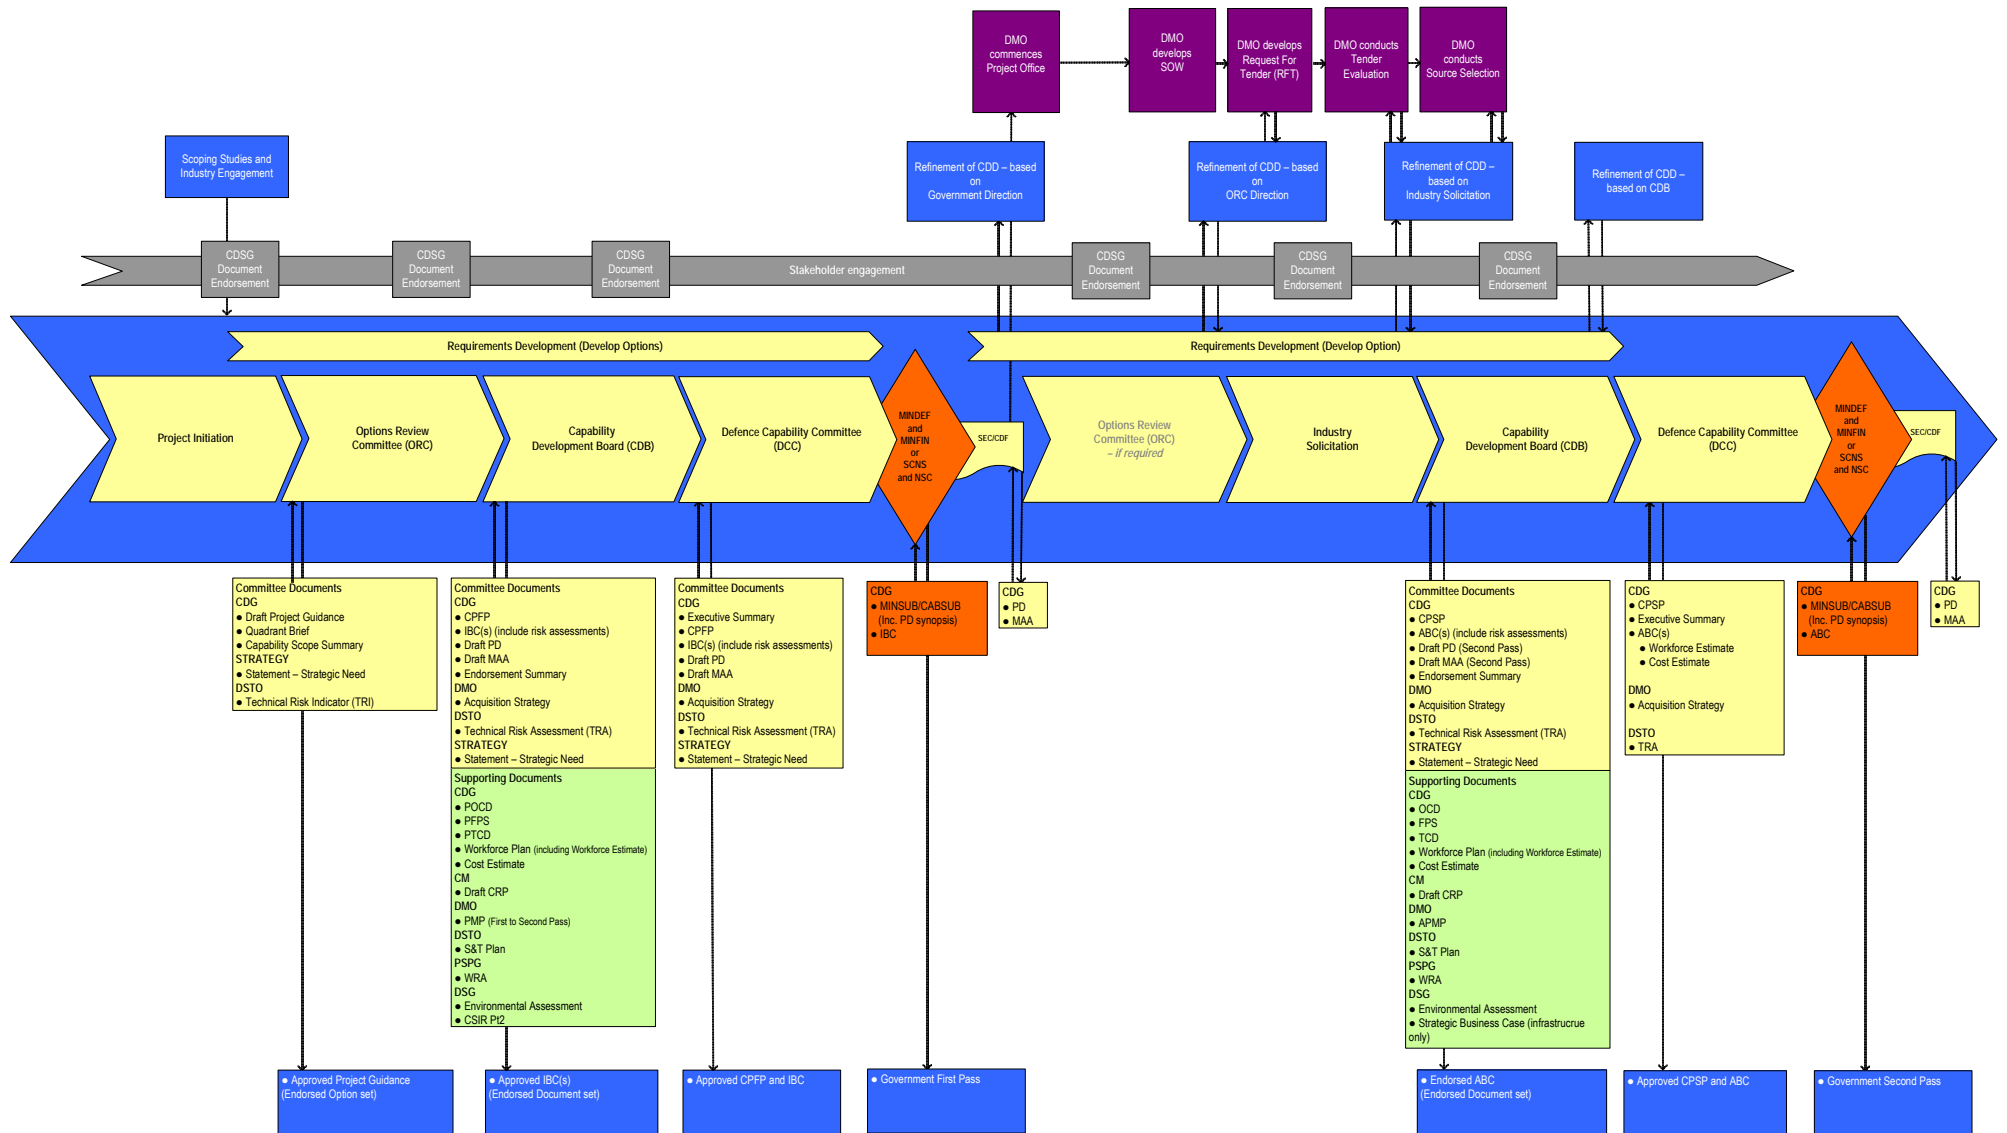 DMO
commences
Project Office
DMO
develops
SOW
DMO develops
Request For
Tender (RFT)
DMO conducts
Tender
Evaluation
DMO
conducts
Source Selection
Scoping Studies and
Industry Engagement
Refinement of CDD – based
on
Government Direction
Refinement of CDD – based
on
ORC Direction
Refinement of CDD –
based on
Industry Solicitation
Refinement of CDD –
based on CDB
CDSG
Document
Endorsement
CDSG
Document
Endorsement
CDSG
Document
Endorsement
Stakeholder engagement
CDSG
Document
Endorsement
CDSG
Document
Endorsement
CDSG
Document
Endorsement
Requirements Development (Develop Options)
Requirements Development (Develop Option)
Project Initiation
Options Review
Committee (ORC)
Capability
Development Board (CDB)
Defence Capability Committee
(DCC)
MINDEF
and
MINFIN
or
SCNS
and NSC
SEC/CDF
Options Review
Committee (ORC)
– if required
Industry
Solicitation
Capability
Development Board (CDB)
Defence Capability Committee
(DCC)
MINDEF
and
MINFIN
or
SCNS
and NSC
SEC/CDF
Committee Documents
CDG
● Draft Project Guidance
● Quadrant Brief
● Capability Scope Summary
STRATEGY
● Statement – Strategic Need
DSTO
● Technical Risk Indicator (TRI)
Committee Documents
CDG
● CPFP
● IBC(s) (include risk assessments)
● Draft PD
● Draft MAA
● Endorsement Summary
DMO
● Acquisition Strategy
DSTO
● Technical Risk Assessment (TRA)
STRATEGY
● Statement – Strategic Need
Supporting Documents
CDG
● POCD
● PFPS
● PTCD
● Workforce Plan (including Workforce Estimate)
● Cost Estimate
CM
● Draft CRP
DMO
● PMP (First to Second Pass)
DSTO
● S&T Plan
PSPG
● WRA
DSG
● Environmental Assessment
● CSIR Pt2
Committee Documents
CDG
● Executive Summary
● CPFP
● IBC(s) (include risk assessments)
● Draft PD
● Draft MAA
DMO
● Acquisition Strategy
DSTO
● Technical Risk Assessment (TRA)
STRATEGY
● Statement – Strategic Need
CDG
● MINSUB/CABSUB
(Inc. PD synopsis)
● IBC
CDG
● PD
● MAA
Committee Documents
CDG
● CPSP
● ABC(s) (include risk assessments)
● Draft PD (Second Pass)
● Draft MAA (Second Pass)
● Endorsement Summary
DMO
● Acquisition Strategy
DSTO
● Technical Risk Assessment (TRA)
STRATEGY
● Statement – Strategic Need
Supporting Documents
CDG
● OCD
● FPS
● TCD
● Workforce Plan (including Workforce Estimate)
● Cost Estimate
CM
● Draft CRP
DMO
● APMP
DSTO
● S&T Plan
PSPG
● WRA
DSG
● Environmental Assessment
● Strategic Business Case (infrastrucrue
only)
CDG
● CPSP
● Executive Summary
● ABC(s)
● Workforce Estimate
● Cost Estimate
DMO
● Acquisition Strategy
DSTO
● TRA
CDG
● MINSUB/CABSUB
(Inc. PD synopsis)
● ABC
CDG
● PD
● MAA
● Approved Project Guidance
(Endorsed Option set)
● Approved IBC(s)
(Endorsed Document set)
● Approved CPFP and IBC
● Government First Pass
● Endorsed ABC
(Endorsed Document set)
● Approved CPSP and ABC
● Government Second Pass